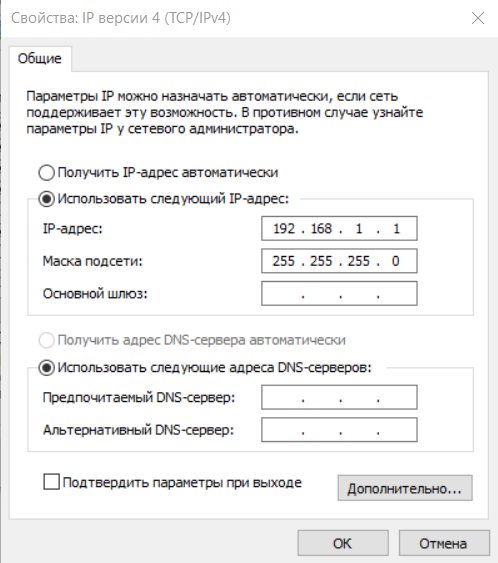 Свойства: IP версии 4 (TCP/IPv4)
Общие
Параметры IP можно назначать автоматически, если сеть
поддерживает эту возможность. В противном случае узнайте
параметры IP у сетевого администратора.
Получить IP-адрес автоматически
Использовать следующий IP-адрес:
IP-адрес: 192 . 168 . 1 . 1
Маска подсети: 255 . 255 . 255 . 0
Основной шлюз: . . .
Получить адрес DNS-сервера автоматически
Использовать следующие адреса DNS-серверов:
Предпочитаемый DNS-сервер: . . .
Альтернативный DNS-сервер: . . .
Подтвердить параметры при выходе
Дополнительно...
ОК Отмена